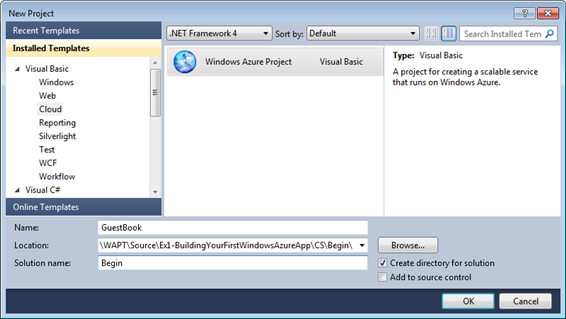 New Project
Recent Templates
Installed Templates
Visual Basic
Windows
Web
Cloud
Reporting
Silverlight
Test
WCF
Workflow
Visual C#
Online Templates
.NET Framework 4 Sort by: Default
Search Installed Tem
Windows Azure Project Visual Basic
Type: Visual Basic
A project for creating a scalable service
that runs on Windows Azure.
Name: GuestBook
Location: \WAPT\Source\Ex1-BuildingYourFirstWindowsAzureApp\CS\Begin\ Browse...
Solution name: Begin
Create directory for solution
Add to source control
OK Cancel